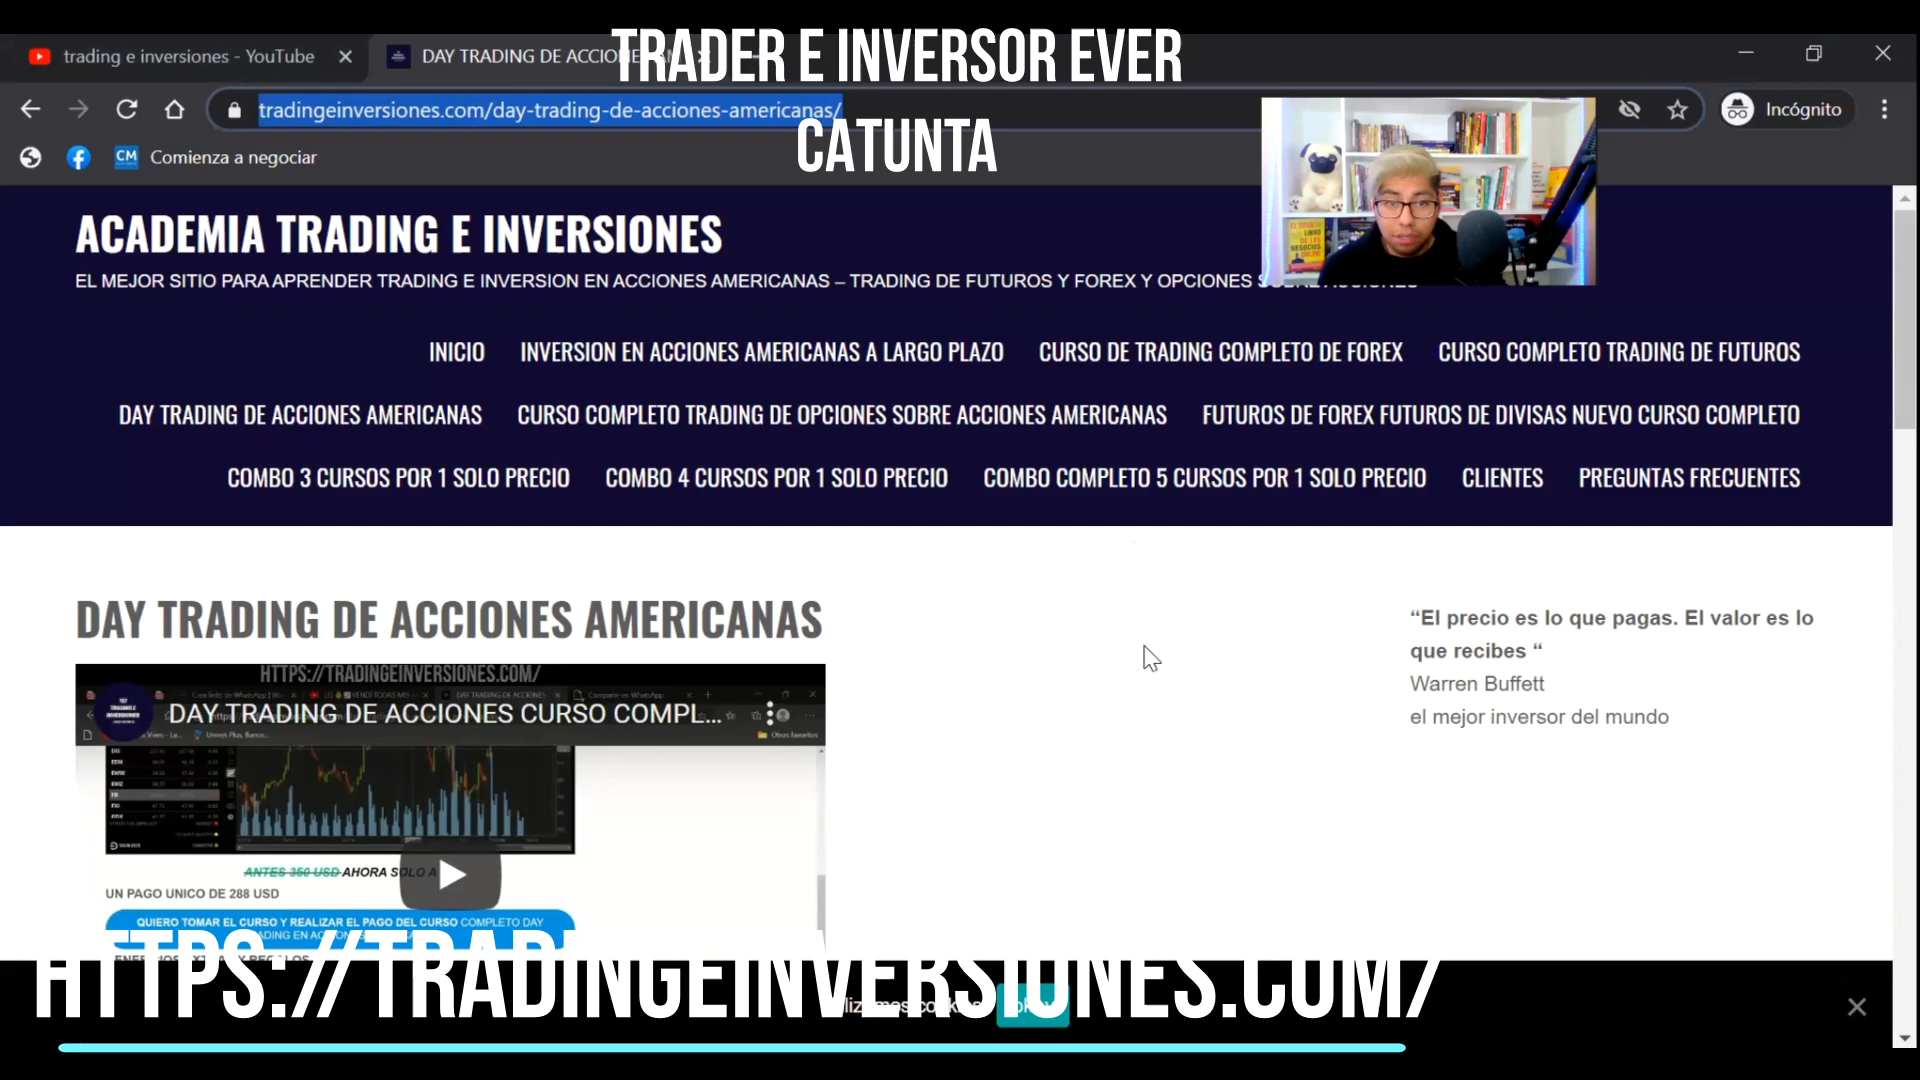 TRADER E INVERSOR EVER
CATUNTA
trading e inversiones - YouTube
DAY TRADING DE ACCIONE
tradingeinversiones.com/day-trading-de-acciones-americanas/
Incógnito
CM
Comienza a negociar
ACADEMIA TRADING E INVERSIONES
EL MEJOR SITIO PARA APRENDER TRADING E INVERSION EN ACCIONES AMERICANAS – TRADING DE FUTUROS Y FOREX Y OPCIONES SOBRE ACCIONES
INICIO INVERSION EN ACCIONES AMERICANAS A LARGO PLAZO CURSO DE TRADING COMPLETO DE FOREX CURSO COMPLETO TRADING DE FUTUROS
DAY TRADING DE ACCIONES AMERICANAS CURSO COMPLETO TRADING DE OPCIONES SOBRE ACCIONES AMERICANAS FUTUROS DE FOREX FUTUROS DE DIVISAS NUEVO CURSO COMPLETO
COMBO 3 CURSOS POR 1 SOLO PRECIO COMBO 4 CURSOS POR 1 SOLO PRECIO COMBO COMPLETO 5 CURSOS POR 1 SOLO PRECIO CLIENTES PREGUNTAS FRECUENTES
DAY TRADING DE ACCIONES AMERICANAS
“El precio es lo que pagas. El valor es lo
que recibes “
Warren Buffett
el mejor inversor del mundo
HTTPS://TRADINGEINVERSIONES.COM/
DAY TRADING DE ACCIONES CURSO COMPL...
Otros favoritos
ANTES 350 USD AHORA SOLO A
UN PAGO UNICO DE 288 USD
QUIERO TOMAR EL CURSO Y REALIZAR EL PAGO DEL CURSO COMPLETO DAY
HTTPS://TRADINGEINVERSIONES.COM/